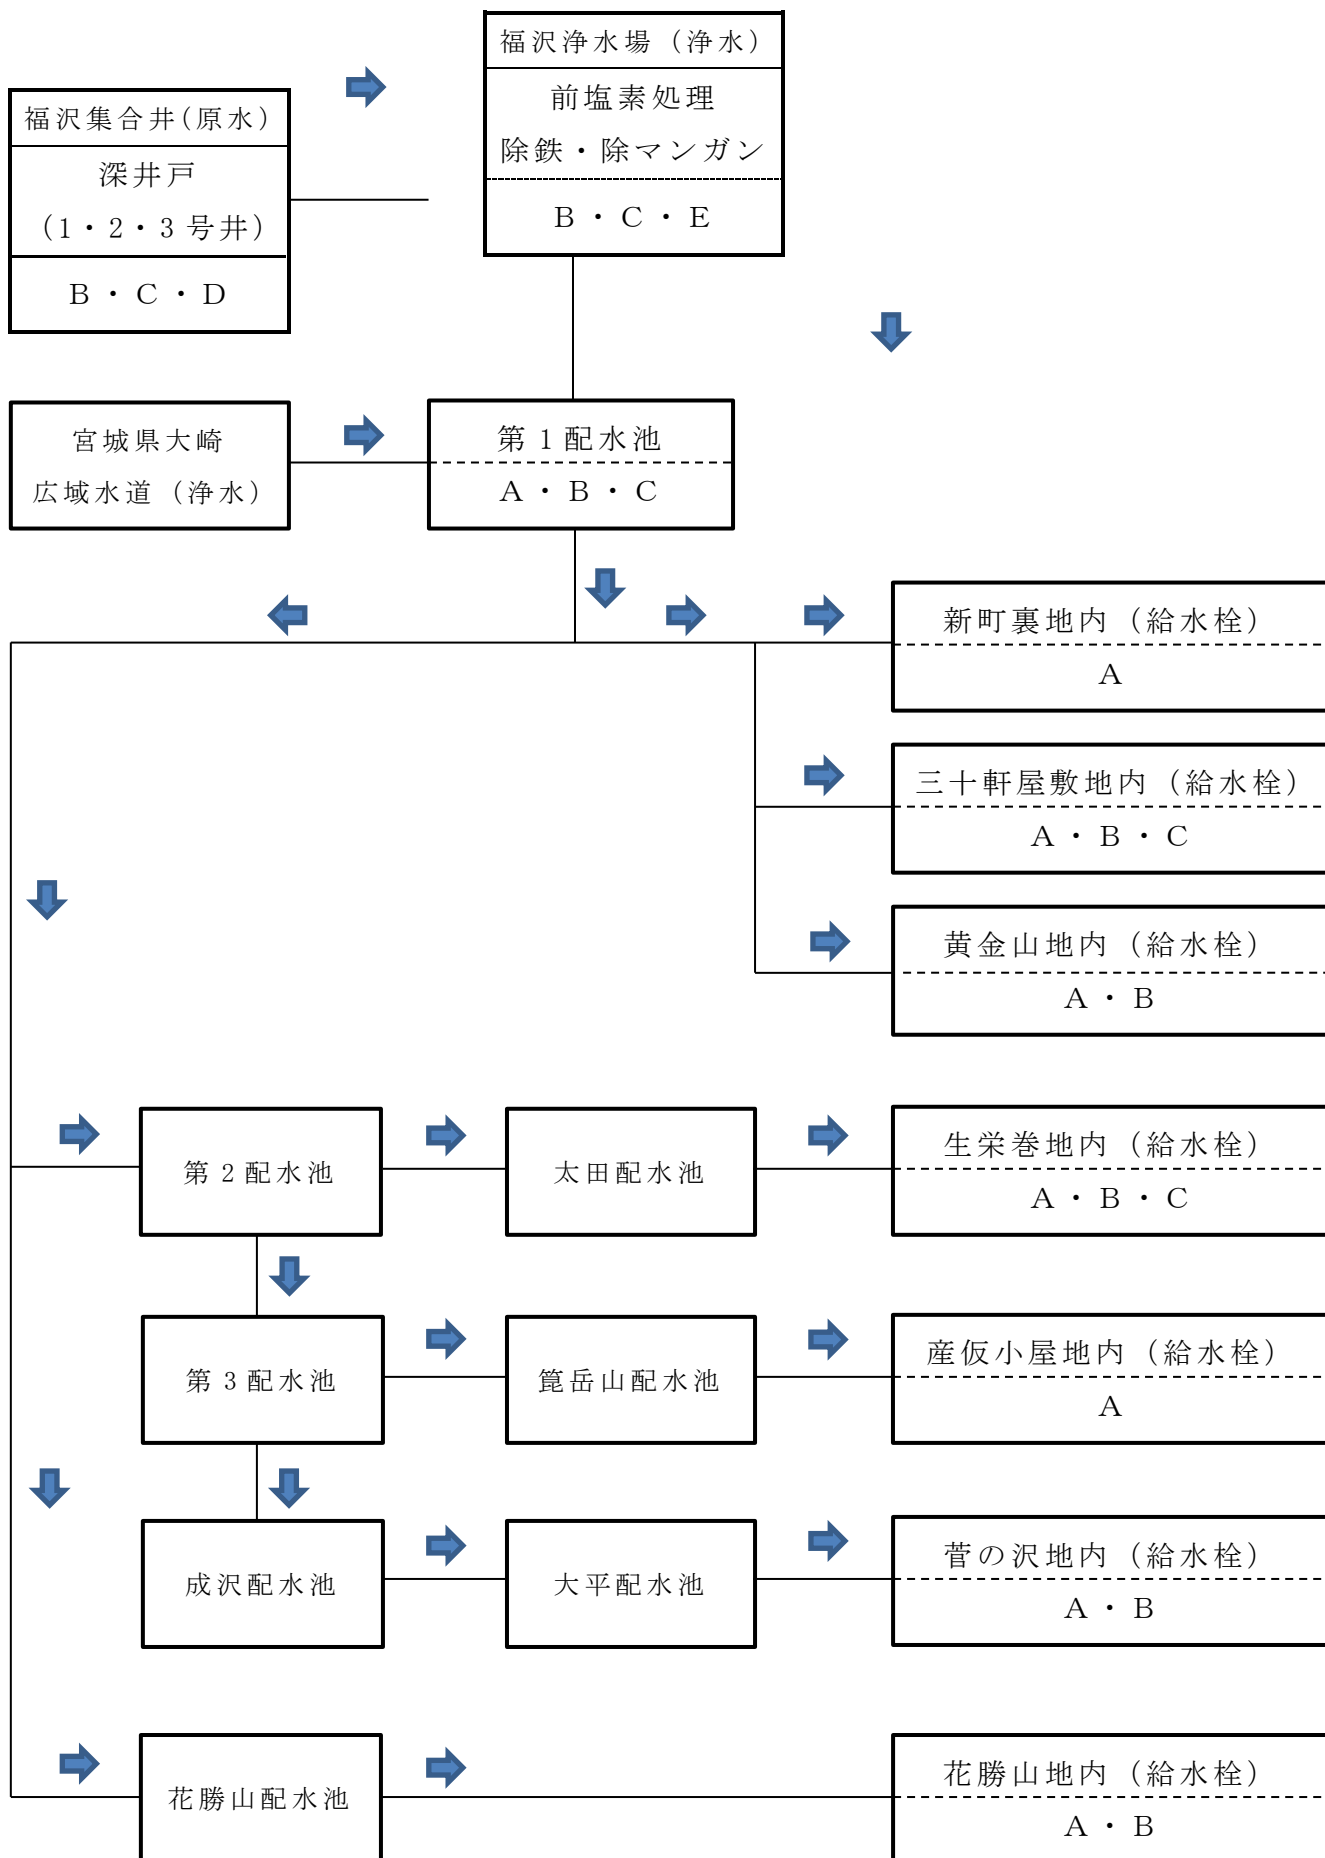 福沢浄水場（浄水）
前塩素処理
除鉄・除マンガン
B・C・E
福沢集合井(原水)
深井戸
(1・2・3号井)
B・C・D
宮城県大崎
広域水道（浄水）
第1配水池
A・B・C
新町裏地内（給水栓）
A
三十軒屋敷地内（給水栓）
A・B・C
黄金山地内（給水栓）
A・B
第2配水池
太田配水池
生栄巻地内（給水栓）
A・B・C
第3配水池
箟岳山配水池
産仮小屋地内（給水栓）
A
成沢配水池
大平配水池
菅の沢地内（給水栓）
A・B
花勝山配水池
花勝山地内（給水栓）
A・B